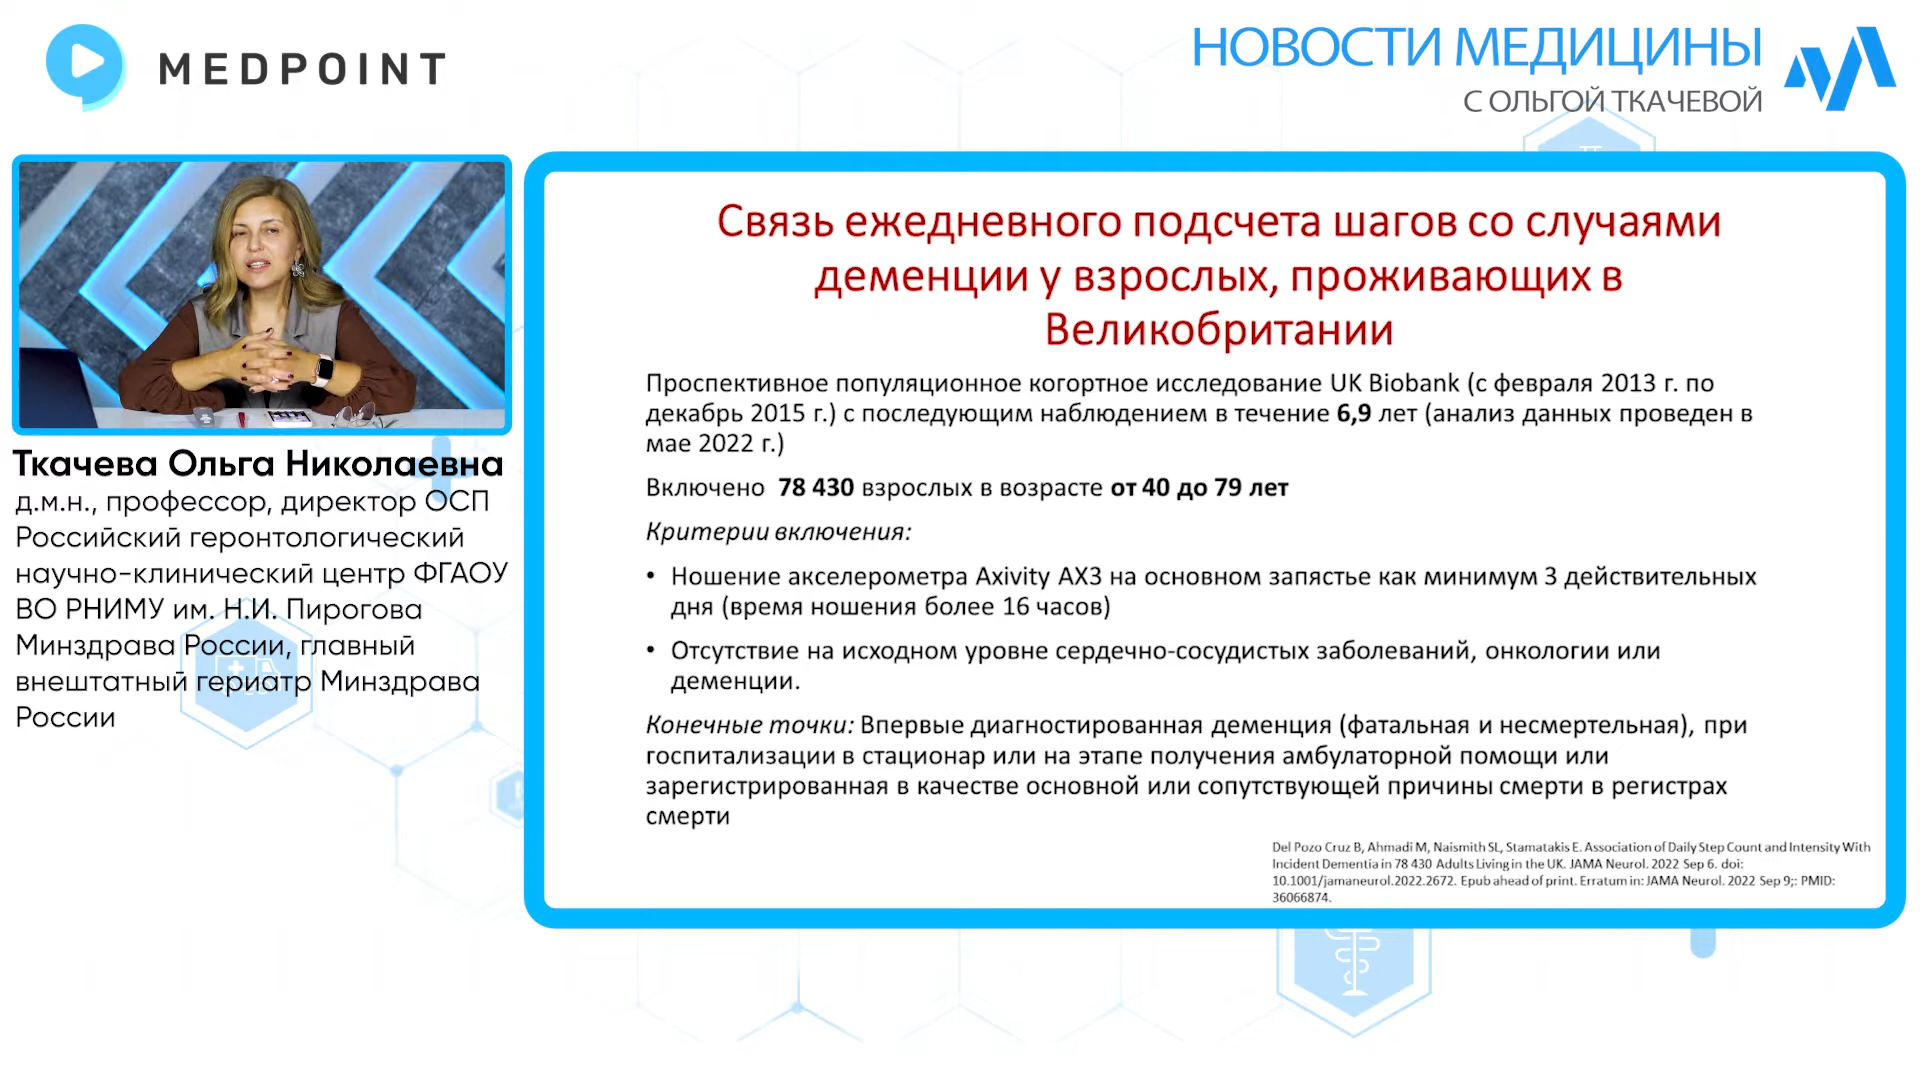 MEDPOINT
НОВОСТИ МЕДИЦИНЫ
С ОЛЬГОЙ ТКАЧЕВОЙ
Ткачева Ольга Николаевна
д.м.н., профессор, директор ОСП
Российский геронтологический
научно-клинический центр ФГАОУ
ВО РНИМУ им. Н.И. Пирогова
Минздрава России, главный
внештатный гериатр Минздрава
России
Связь ежедневного подсчета шагов со случаями
деменции у взрослых, проживающих в
Великобритании
Проспективное популяционное когортное исследование UK Biobank (с февраля 2013 г. по
декабрь 2015 г.) с последующим наблюдением в течение 6,9 лет (анализ данных проведен в
мае 2022 г.)
Включено 78 430 взрослых в возрасте от 40 до 79 лет
Критерии включения:
• Ношение акселерометра Axivity AX3 на основном запястье как минимум 3 действительных
дня (время ношения более 16 часов)
• Отсутствие на исходном уровне сердечно-сосудистых заболеваний, онкологии или
деменции.
Конечные точки: Впервые диагностированная деменция (фатальная и несмертельная), при
госпитализации в стационар или на этапе получения амбулаторной помощи или
зарегистрированная в качестве основной или сопутствующей причины смерти в регистрах
смерти
Del Pozo Cruz B, Ahmadi M, Naismith SL, Stamatakis E. Association of Daily Step Count and Intensity With
Incident Dementia in 78 430 Adults Living in the UK. JAMA Neurol. 2022 Sep 6. doi:
10.1001/jamaneurol.2022.2672. Epub ahead of print. Erratum in: JAMA Neurol. 2022 Sep 9;: PMID:
36066874.